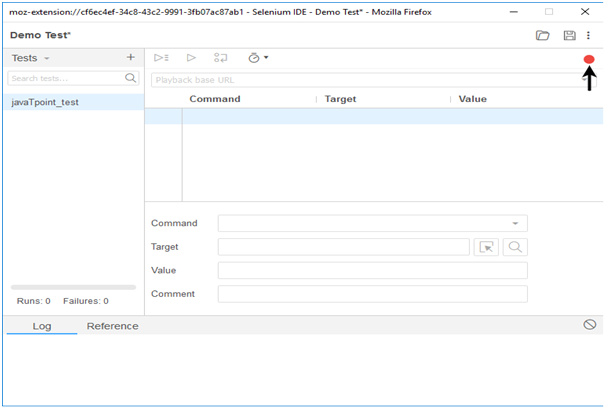 moz-extension://cf6ec4ef-34c8-43c2-9991-3fb07ac87ab1 - Selenium IDE - Demo Test* - Mozilla Firefox
Demo Test*
Tests
Search tests...
Playback base URL
Command Target Value
javaTpoint_test
Command
Target
Value
Comment
Runs: 0 Failures: 0
Log Reference